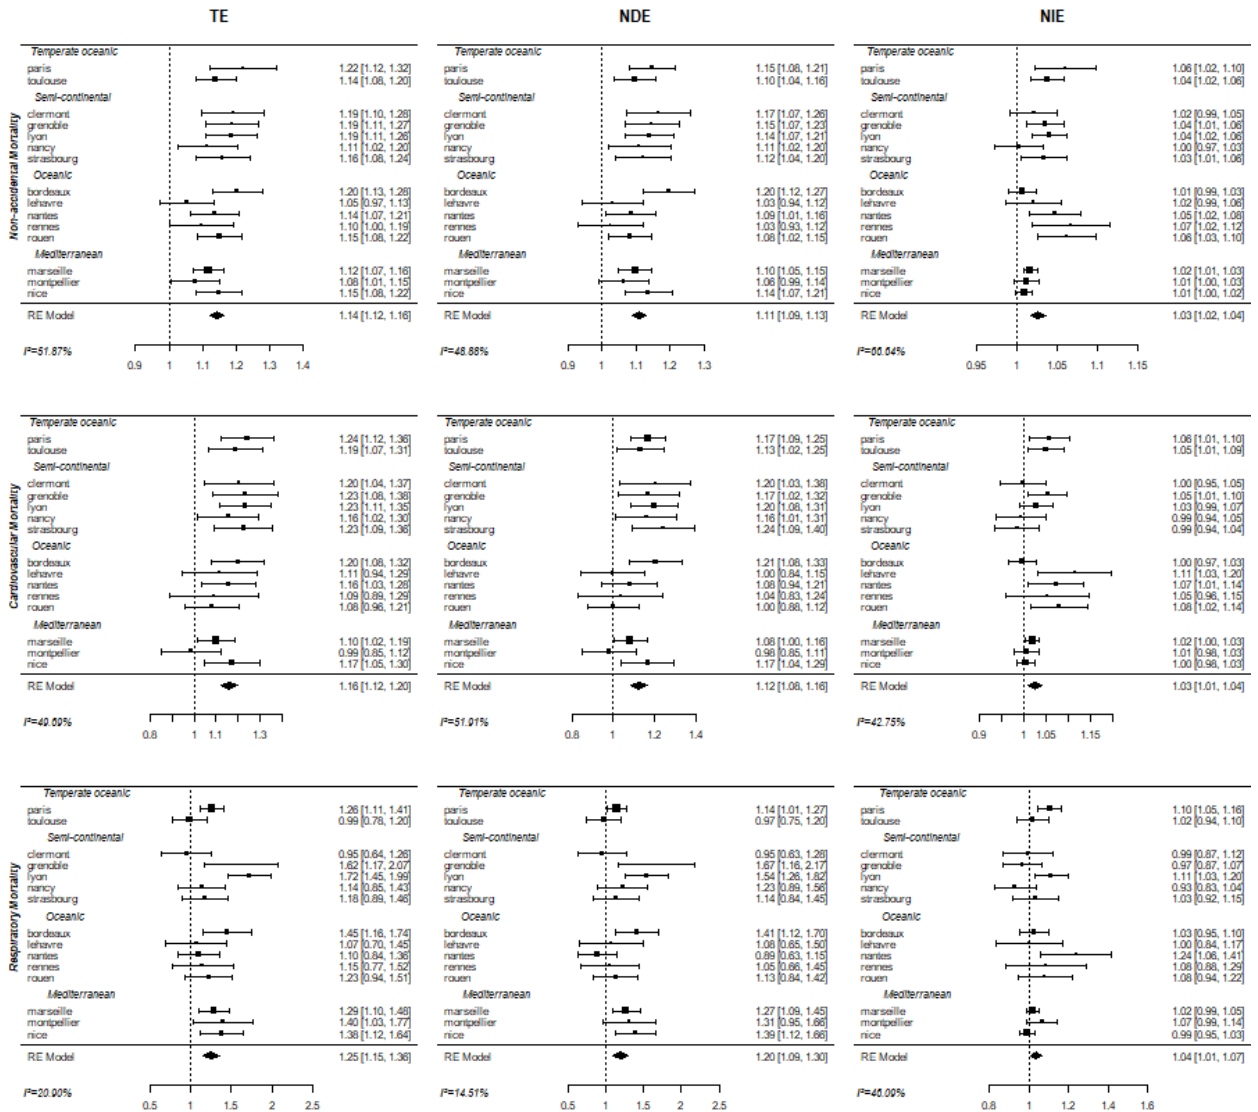 TE NDE NIE
Non-accidental Mortality
Temperate oceanic Temperate oceanic Temperate oceanic
paris 1.22 [1.12, 1.32] paris 1.15 [1.08, 1.21] paris 1.06 [1.02, 1.10]
toulouse 1.14 [1.08, 1.20] toulouse 1.10 [1.04, 1.16] toulouse 1.04 [1.02, 1.06]
Semi-continental Semi-continental Semi-continental
clermont 1.19 [1.10, 1.28] clermont 1.17 [1.07, 1.26] clermont 1.02 [0.99, 1.05]
grenoble 1.19 [1.11, 1.27] grenoble 1.15 [1.07, 1.23] grenoble 1.04 [1.01, 1.06]
lyon 1.19 [1.11, 1.26] lyon 1.14 [1.07, 1.21] lyon 1.04 [1.02, 1.06]
nancy 1.11 [1.02, 1.20] nancy 1.11 [1.02, 1.20] nancy 1.00 [0.97, 1.03]
strasbourg 1.16 [1.08, 1.24] strasbourg 1.12 [1.04, 1.20] strasbourg 1.03 [1.01, 1.06]
Oceanic Oceanic Oceanic
bordeaux 1.20 [1.13, 1.28] bordeaux 1.20 [1.12, 1.27] bordeaux 1.01 [0.99, 1.03]
lehavre 1.05 [0.97, 1.13] lehavre 1.03 [0.94, 1.12] lehavre 1.02 [0.99, 1.06]
nantes 1.14 [1.07, 1.21] nantes 1.09 [1.01, 1.16] nantes 1.05 [1.02, 1.08]
rennes 1.10 [1.00, 1.19] rennes 1.03 [0.93, 1.12] rennes 1.07 [1.02, 1.12]
rouen 1.15 [1.08, 1.22] rouen 1.08 [1.02, 1.15] rouen 1.06 [1.03, 1.10]
Mediterranean Mediterranean Mediterranean
marseille 1.12 [1.07, 1.16] marseille 1.10 [1.05, 1.15] marseille 1.02 [1.01, 1.03]
montpellier 1.08 [1.01, 1.15] montpellier 1.06 [0.99, 1.14] montpellier 1.01 [1.00, 1.03]
nice 1.15 [1.08, 1.22] nice 1.14 [1.07, 1.21] nice 1.01 [1.00, 1.02]
RE Model 1.14 [1.12, 1.16] RE Model 1.11 [1.09, 1.13] RE Model 1.03 [1.02, 1.04]
I²=51.87% I²=48.88% I²=66.64%
0.9 1 1.1 1.2 1.3 1.4 0.9 1 1.1 1.2 1.3 0.95 1 1.05 1.1 1.15
Cardiovascular Mortality
Temperate oceanic Temperate oceanic Temperate oceanic
paris 1.24 [1.12, 1.36] paris 1.17 [1.09, 1.25] paris 1.06 [1.01, 1.10]
toulouse 1.19 [1.07, 1.31] toulouse 1.13 [1.02, 1.25] toulouse 1.05 [1.01, 1.09]
Semi-continental Semi-continental Semi-continental
clermont 1.20 [1.04, 1.37] clermont 1.20 [1.03, 1.38] clermont 1.00 [0.95, 1.05]
grenoble 1.23 [1.08, 1.38] grenoble 1.17 [1.02, 1.32] grenoble 1.05 [1.01, 1.10]
lyon 1.23 [1.11, 1.35] lyon 1.20 [1.08, 1.31] lyon 1.03 [0.99, 1.07]
nancy 1.16 [1.02, 1.30] nancy 1.16 [1.01, 1.31] nancy 0.99 [0.94, 1.05]
strasbourg 1.23 [1.09, 1.36] strasbourg 1.24 [1.09, 1.40] strasbourg 0.99 [0.94, 1.04]
Oceanic Oceanic Oceanic
bordeaux 1.20 [1.08, 1.32] bordeaux 1.21 [1.08, 1.33] bordeaux 1.00 [0.97, 1.03]
lehavre 1.11 [0.94, 1.29] lehavre 1.00 [0.84, 1.15] lehavre 1.11 [1.03, 1.20]
nantes 1.16 [1.03, 1.28] nantes 1.08 [0.94, 1.21] nantes 1.07 [1.01, 1.14]
rennes 1.09 [0.89, 1.29] rennes 1.04 [0.83, 1.24] rennes 1.05 [0.96, 1.15]
rouen 1.08 [0.96, 1.21] rouen 1.00 [0.88, 1.12] rouen 1.08 [1.02, 1.14]
Mediterranean Mediterranean Mediterranean
marseille 1.10 [1.02, 1.19] marseille 1.08 [1.00, 1.16] marseille 1.02 [1.00, 1.03]
montpellier 0.99 [0.85, 1.12] montpellier 0.98 [0.85, 1.11] montpellier 1.01 [0.98, 1.03]
nice 1.17 [1.05, 1.30] nice 1.17 [1.04, 1.29] nice 1.00 [0.98, 1.03]
RE Model 1.16 [1.12, 1.20] RE Model 1.12 [1.08, 1.16] RE Model 1.03 [1.01, 1.04]
I²=49.69% I²=51.91% I²=42.75%
0.8 1 1.1 1.3 0.8 1 1.2 1.4 0.9 1 1.05 1.15
Respiratory Mortality
Temperate oceanic Temperate oceanic Temperate oceanic
paris 1.26 [1.11, 1.41] paris 1.14 [1.01, 1.27] paris 1.10 [1.05, 1.16]
toulouse 0.99 [0.78, 1.20] toulouse 0.97 [0.75, 1.20] toulouse 1.02 [0.94, 1.10]
Semi-continental Semi-continental Semi-continental
clermont 0.95 [0.64, 1.26] clermont 0.95 [0.63, 1.28] clermont 0.99 [0.87, 1.12]
grenoble 1.62 [1.17, 2.07] grenoble 1.67 [1.16, 2.17] grenoble 0.97 [0.87, 1.07]
lyon 1.72 [1.45, 1.99] lyon 1.54 [1.26, 1.82] lyon 1.11 [1.03, 1.20]
nancy 1.14 [0.85, 1.43] nancy 1.23 [0.89, 1.56] nancy 0.93 [0.83, 1.04]
strasbourg 1.18 [0.89, 1.46] strasbourg 1.14 [0.84, 1.45] strasbourg 1.03 [0.92, 1.15]
Oceanic Oceanic Oceanic
bordeaux 1.45 [1.16, 1.74] bordeaux 1.41 [1.12, 1.70] bordeaux 1.03 [0.95, 1.10]
lehavre 1.07 [0.70, 1.45] lehavre 1.08 [0.65, 1.50] lehavre 1.00 [0.84, 1.17]
nantes 1.10 [0.84, 1.36] nantes 0.89 [0.63, 1.15] nantes 1.24 [1.06, 1.41]
rennes 1.15 [0.77, 1.52] rennes 1.05 [0.66, 1.45] rennes 1.08 [0.88, 1.29]
rouen 1.23 [0.94, 1.51] rouen 1.13 [0.84, 1.42] rouen 1.08 [0.94, 1.22]
Mediterranean Mediterranean Mediterranean
marseille 1.29 [1.10, 1.48] marseille 1.27 [1.09, 1.45] marseille 1.02 [0.99, 1.05]
montpellier 1.40 [1.03, 1.77] montpellier 1.31 [0.95, 1.66] montpellier 1.07 [0.99, 1.14]
nice 1.38 [1.12, 1.64] nice 1.39 [1.12, 1.66] nice 0.99 [0.95, 1.03]
RE Model 1.25 [1.15, 1.36] RE Model 1.20 [1.09, 1.30] RE Model 1.04 [1.01, 1.07]
I²=20.90% I²=14.51% I²=46.09%
0.5 1 1.5 2 2.5 0.5 1 1.5 2 2.5 0.8 1 1.2 1.4 1.6